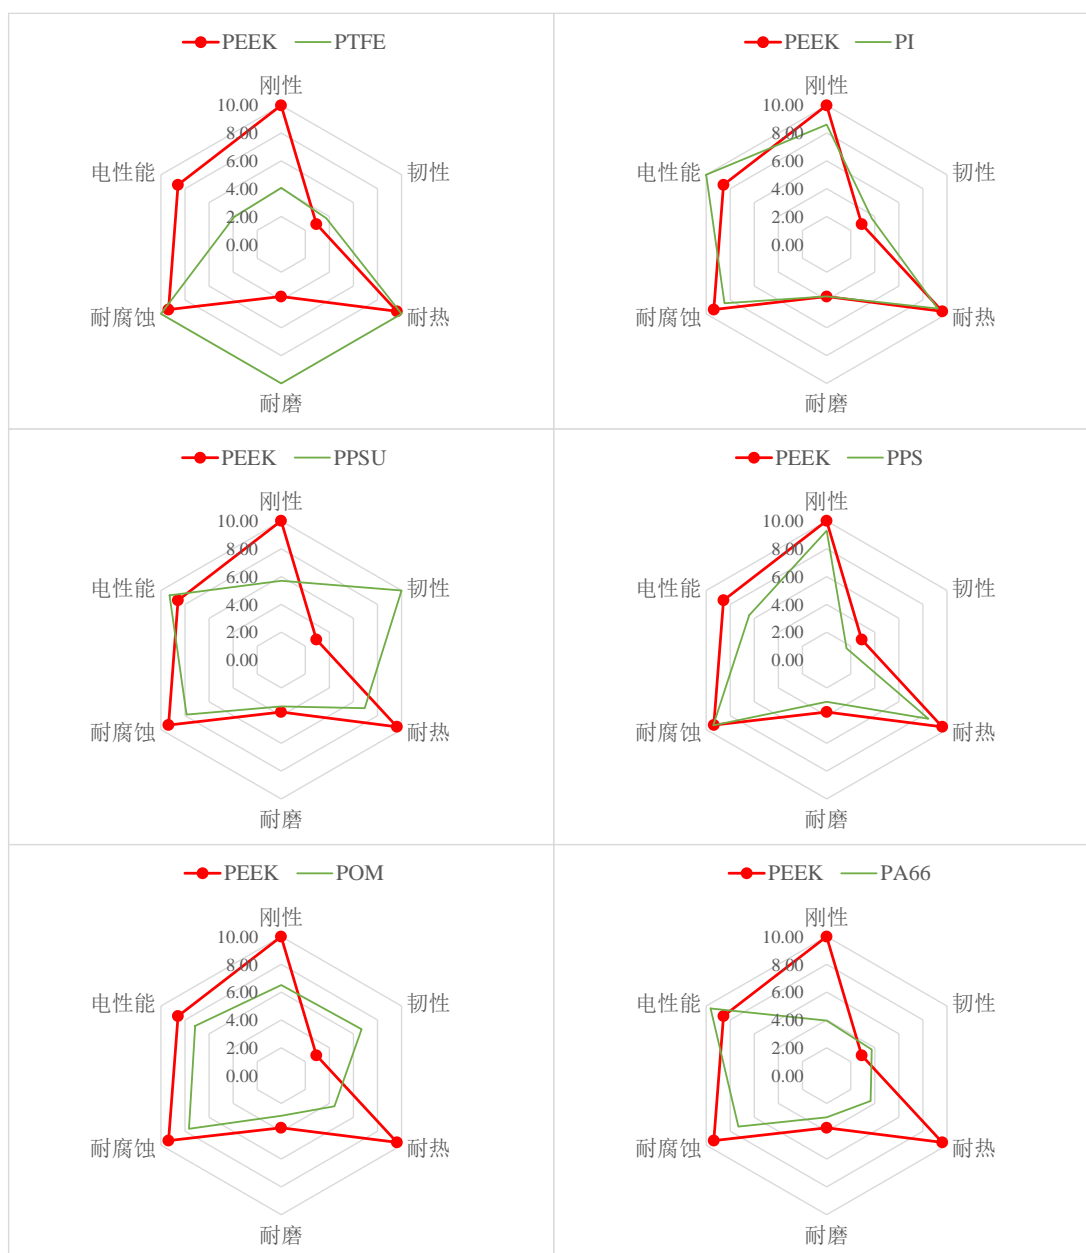 PEEK PTFE
刚性
10.00
8.00
电性能 韧性
6.00
4.00
2.00
0.00
耐腐蚀 耐热
耐磨
PEEK PI
刚性
10.00
8.00
电性能 韧性
6.00
4.00
2.00
0.00
耐腐蚀 耐热
耐磨
PEEK PPSU
刚性
10.00
8.00
电性能 韧性
6.00
4.00
2.00
0.00
耐腐蚀 耐热
耐磨
PEEK PPS
刚性
10.00
8.00
电性能 韧性
6.00
4.00
2.00
0.00
耐腐蚀 耐热
耐磨
PEEK POM
刚性
10.00
8.00
电性能 韧性
6.00
4.00
2.00
0.00
耐腐蚀 耐热
耐磨
PEEK PA66
刚性
10.00
8.00
电性能 韧性
6.00
4.00
2.00
0.00
耐腐蚀 耐热
耐磨